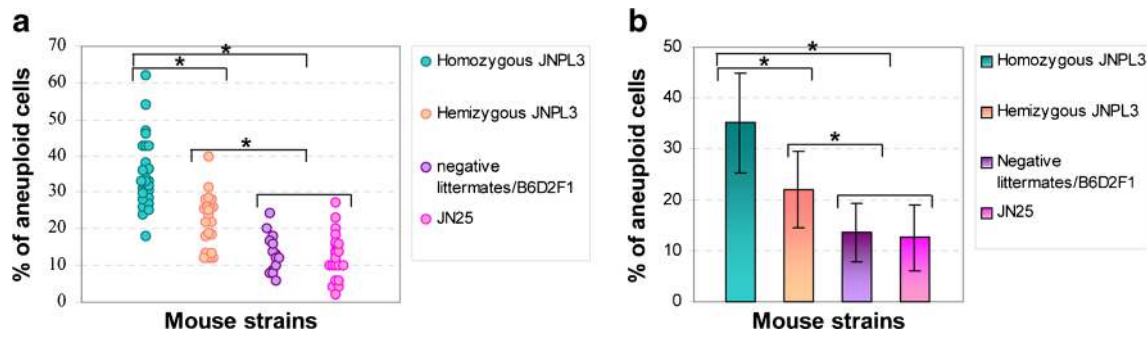 a
70
60
50
40
30
20
10
0
% of aneuploid cells
*
*
*
Mouse strains
Homozygous JNPL3
Hemizygous JNPL3
negative
littermates/B6D2F1
JN25
b
50
40
30
20
10
0
% of aneuploid cells
*
*
*
Mouse strains
Homozygous JNPL3
Hemizygous JNPL3
Negative
littermates/B6D2F1
JN25